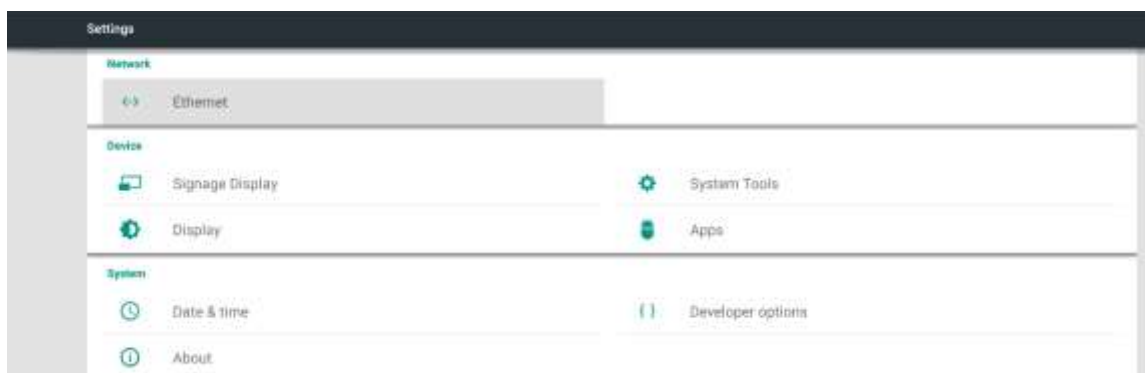 Settings
Network
Ethernet
Device
Signage Display
System Tools
Display
Apps
System
Date & time
Developer options
About